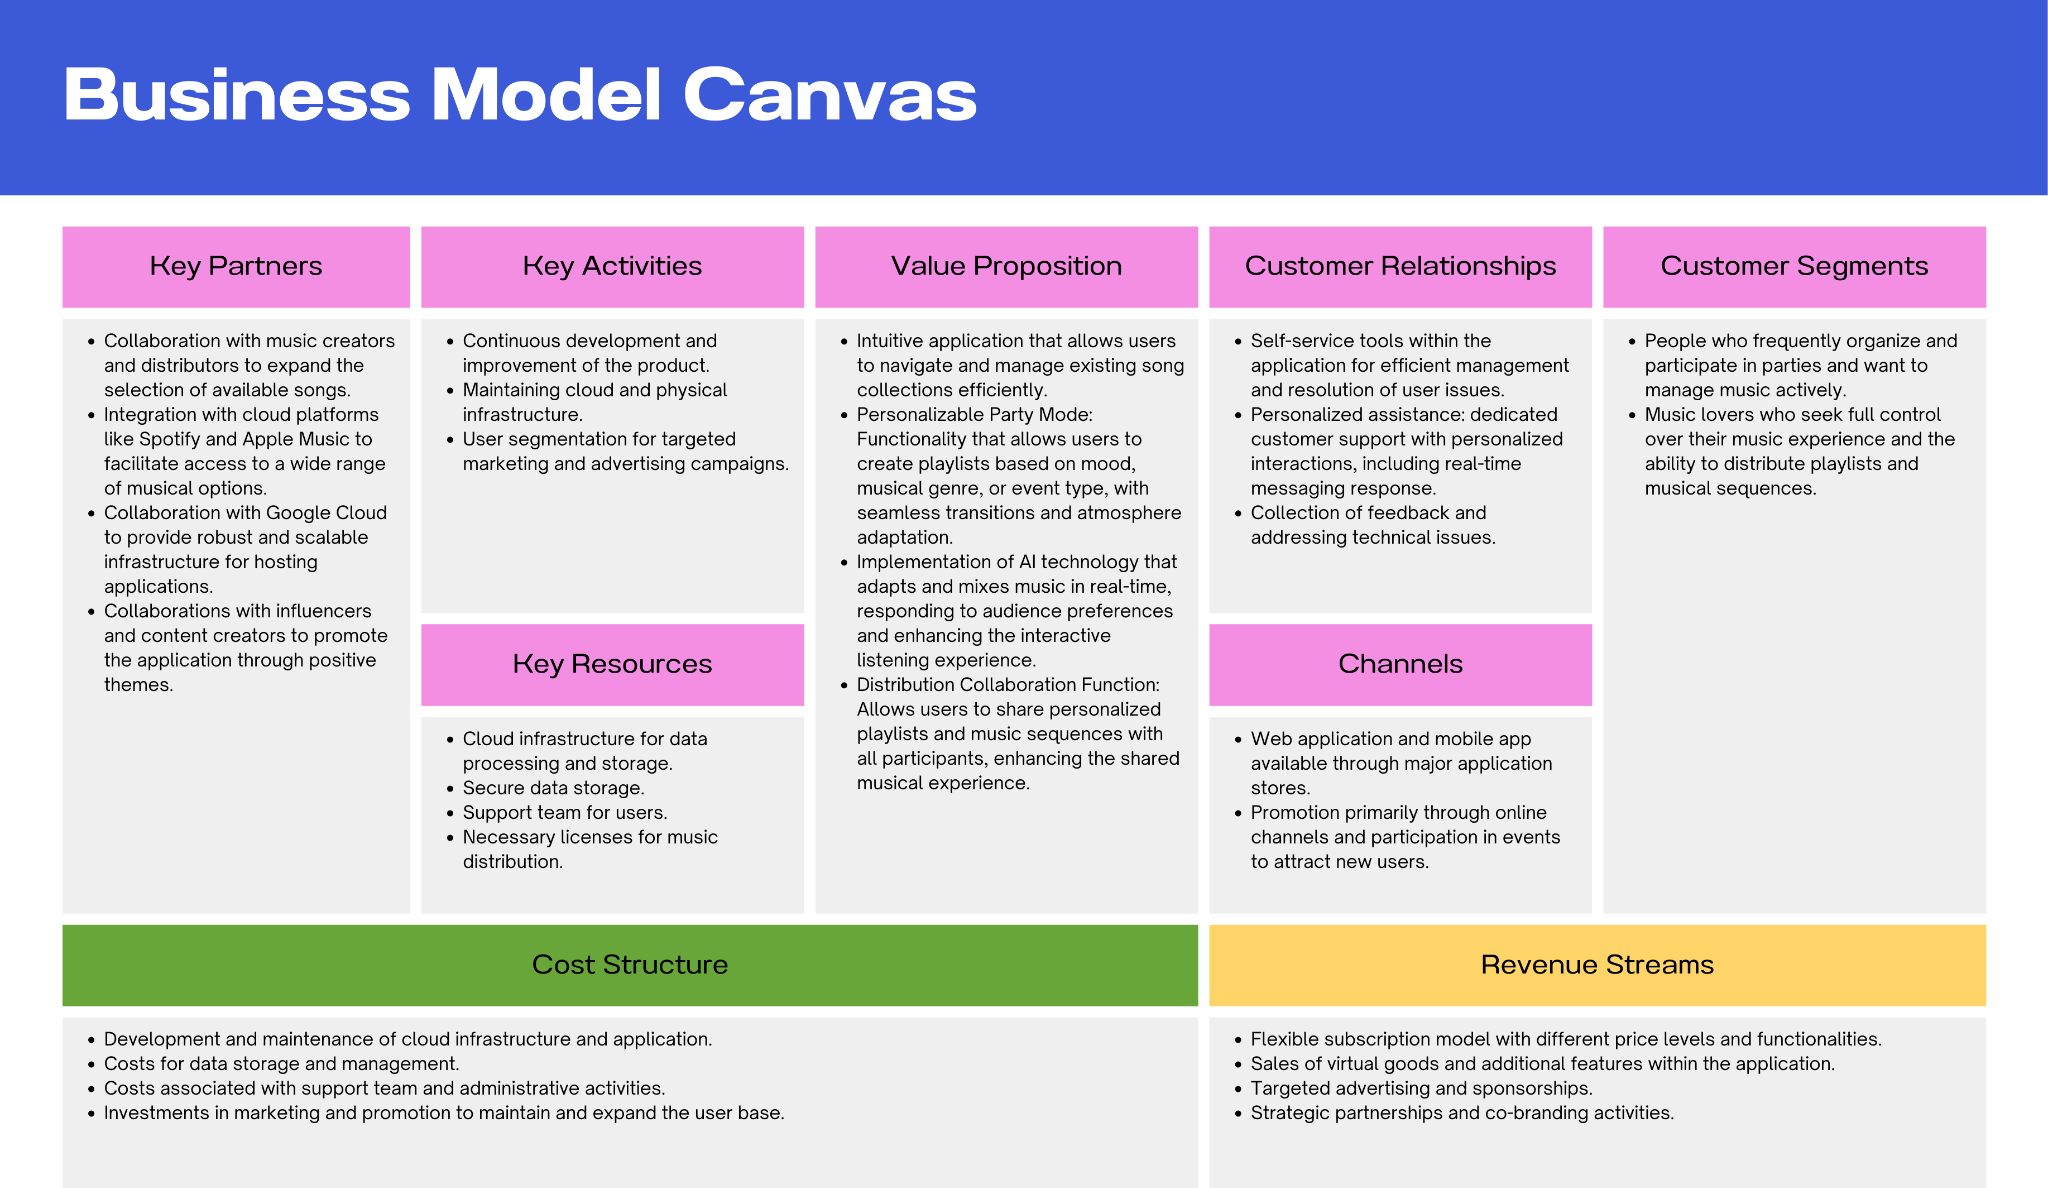 Business Model Canvas
Key Partners
• Collaboration with music creators
and distributors to expand the
selection of available songs.
• Integration with cloud platforms
like Spotify and Apple Music to
facilitate access to a wide range
of musical options.
• Collaboration with Google Cloud
to provide robust and scalable
infrastructure for hosting
applications.
• Collaborations with influencers
and content creators to promote
the application through positive
themes.
Key Activities
• Continuous development and
improvement of the product.
• Maintaining cloud and physical
infrastructure.
• User segmentation for targeted
marketing and advertising campaigns.
Key Resources
• Cloud infrastructure for data
processing and storage.
• Secure data storage.
• Support team for users.
• Necessary licenses for music
distribution.
Value Proposition
• Intuitive application that allows users
to navigate and manage existing song
collections efficiently.
• Personalizable Party Mode:
Functionality that allows users to
create playlists based on mood,
musical genre, or event type, with
seamless transitions and atmosphere
adaptation.
• Implementation of AI technology that
adapts and mixes music in real-time,
responding to audience preferences
and enhancing the interactive
listening experience.
• Distribution Collaboration Function:
Allows users to share personalized
playlists and music sequences with
all participants, enhancing the shared
musical experience.
Customer Relationships
• Self-service tools within the
application for efficient management
and resolution of user issues.
• Personalized assistance: dedicated
customer support with personalized
interactions, including real-time
messaging response.
• Collection of feedback and
addressing technical issues.
Channels
• Web application and mobile app
available through major application
stores.
• Promotion primarily through online
channels and participation in events
to attract new users.
Customer Segments
• People who frequently organize and
participate in parties and want to
manage music actively.
• Music lovers who seek full control
over their music experience and the
ability to distribute playlists and
musical sequences.
Cost Structure
• Development and maintenance of cloud infrastructure and application.
• Costs for data storage and management.
• Costs associated with support team and administrative activities.
• Investments in marketing and promotion to maintain and expand the user base.
Revenue Streams
• Flexible subscription model with different price levels and functionalities.
• Sales of virtual goods and additional features within the application.
• Targeted advertising and sponsorships.
• Strategic partnerships and co-branding activities.